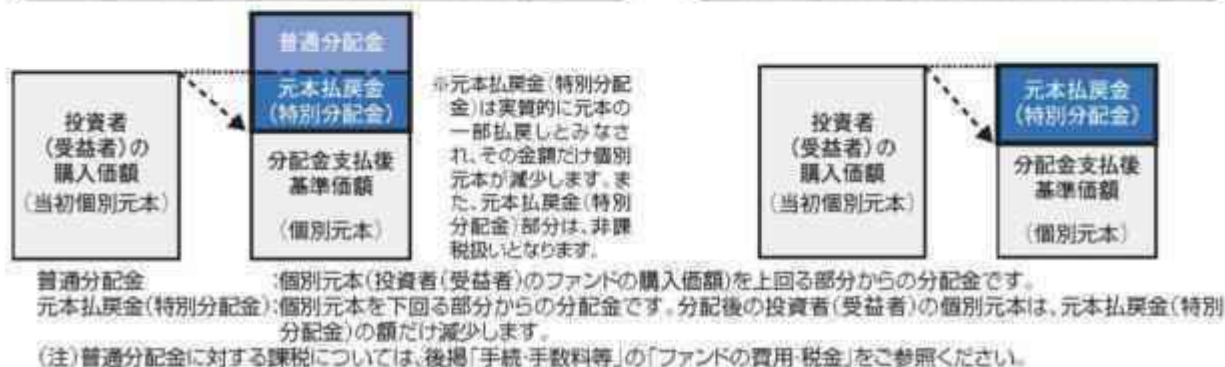 普通分配金
元本払戻金
(特別分配金)
投資者
(受益者)の
購入価額
(当初個別元本)
分配金支払後
基準価額
(個別元本)
※元本払戻金(特別分配
金)は実質的に元本の
一部払戻しとみなさ
れ、その金額だけ個別
元本が減少します。ま
た、元本払戻金(特別
分配金)部分は、非課
税扱いとなります。
投資者
(受益者)の
購入価額
(当初個別元本)
元本払戻金
(特別分配金)
分配金支払後
基準価額
(個別元本)
普通分配金 :個別元本(投資者(受益者)のファンドの購入価額)を上回る部分からの分配金です。
元本払戻金(特別分配金):個別元本を下回る部分からの分配金です。分配後の投資者(受益者)の個別元本は、元本払戻金(特別
分配金)の額だけ減少します。
(注)普通分配金に対する課税については、後掲「手続・手数料等」の「ファンドの費用・税金」をご参照ください。